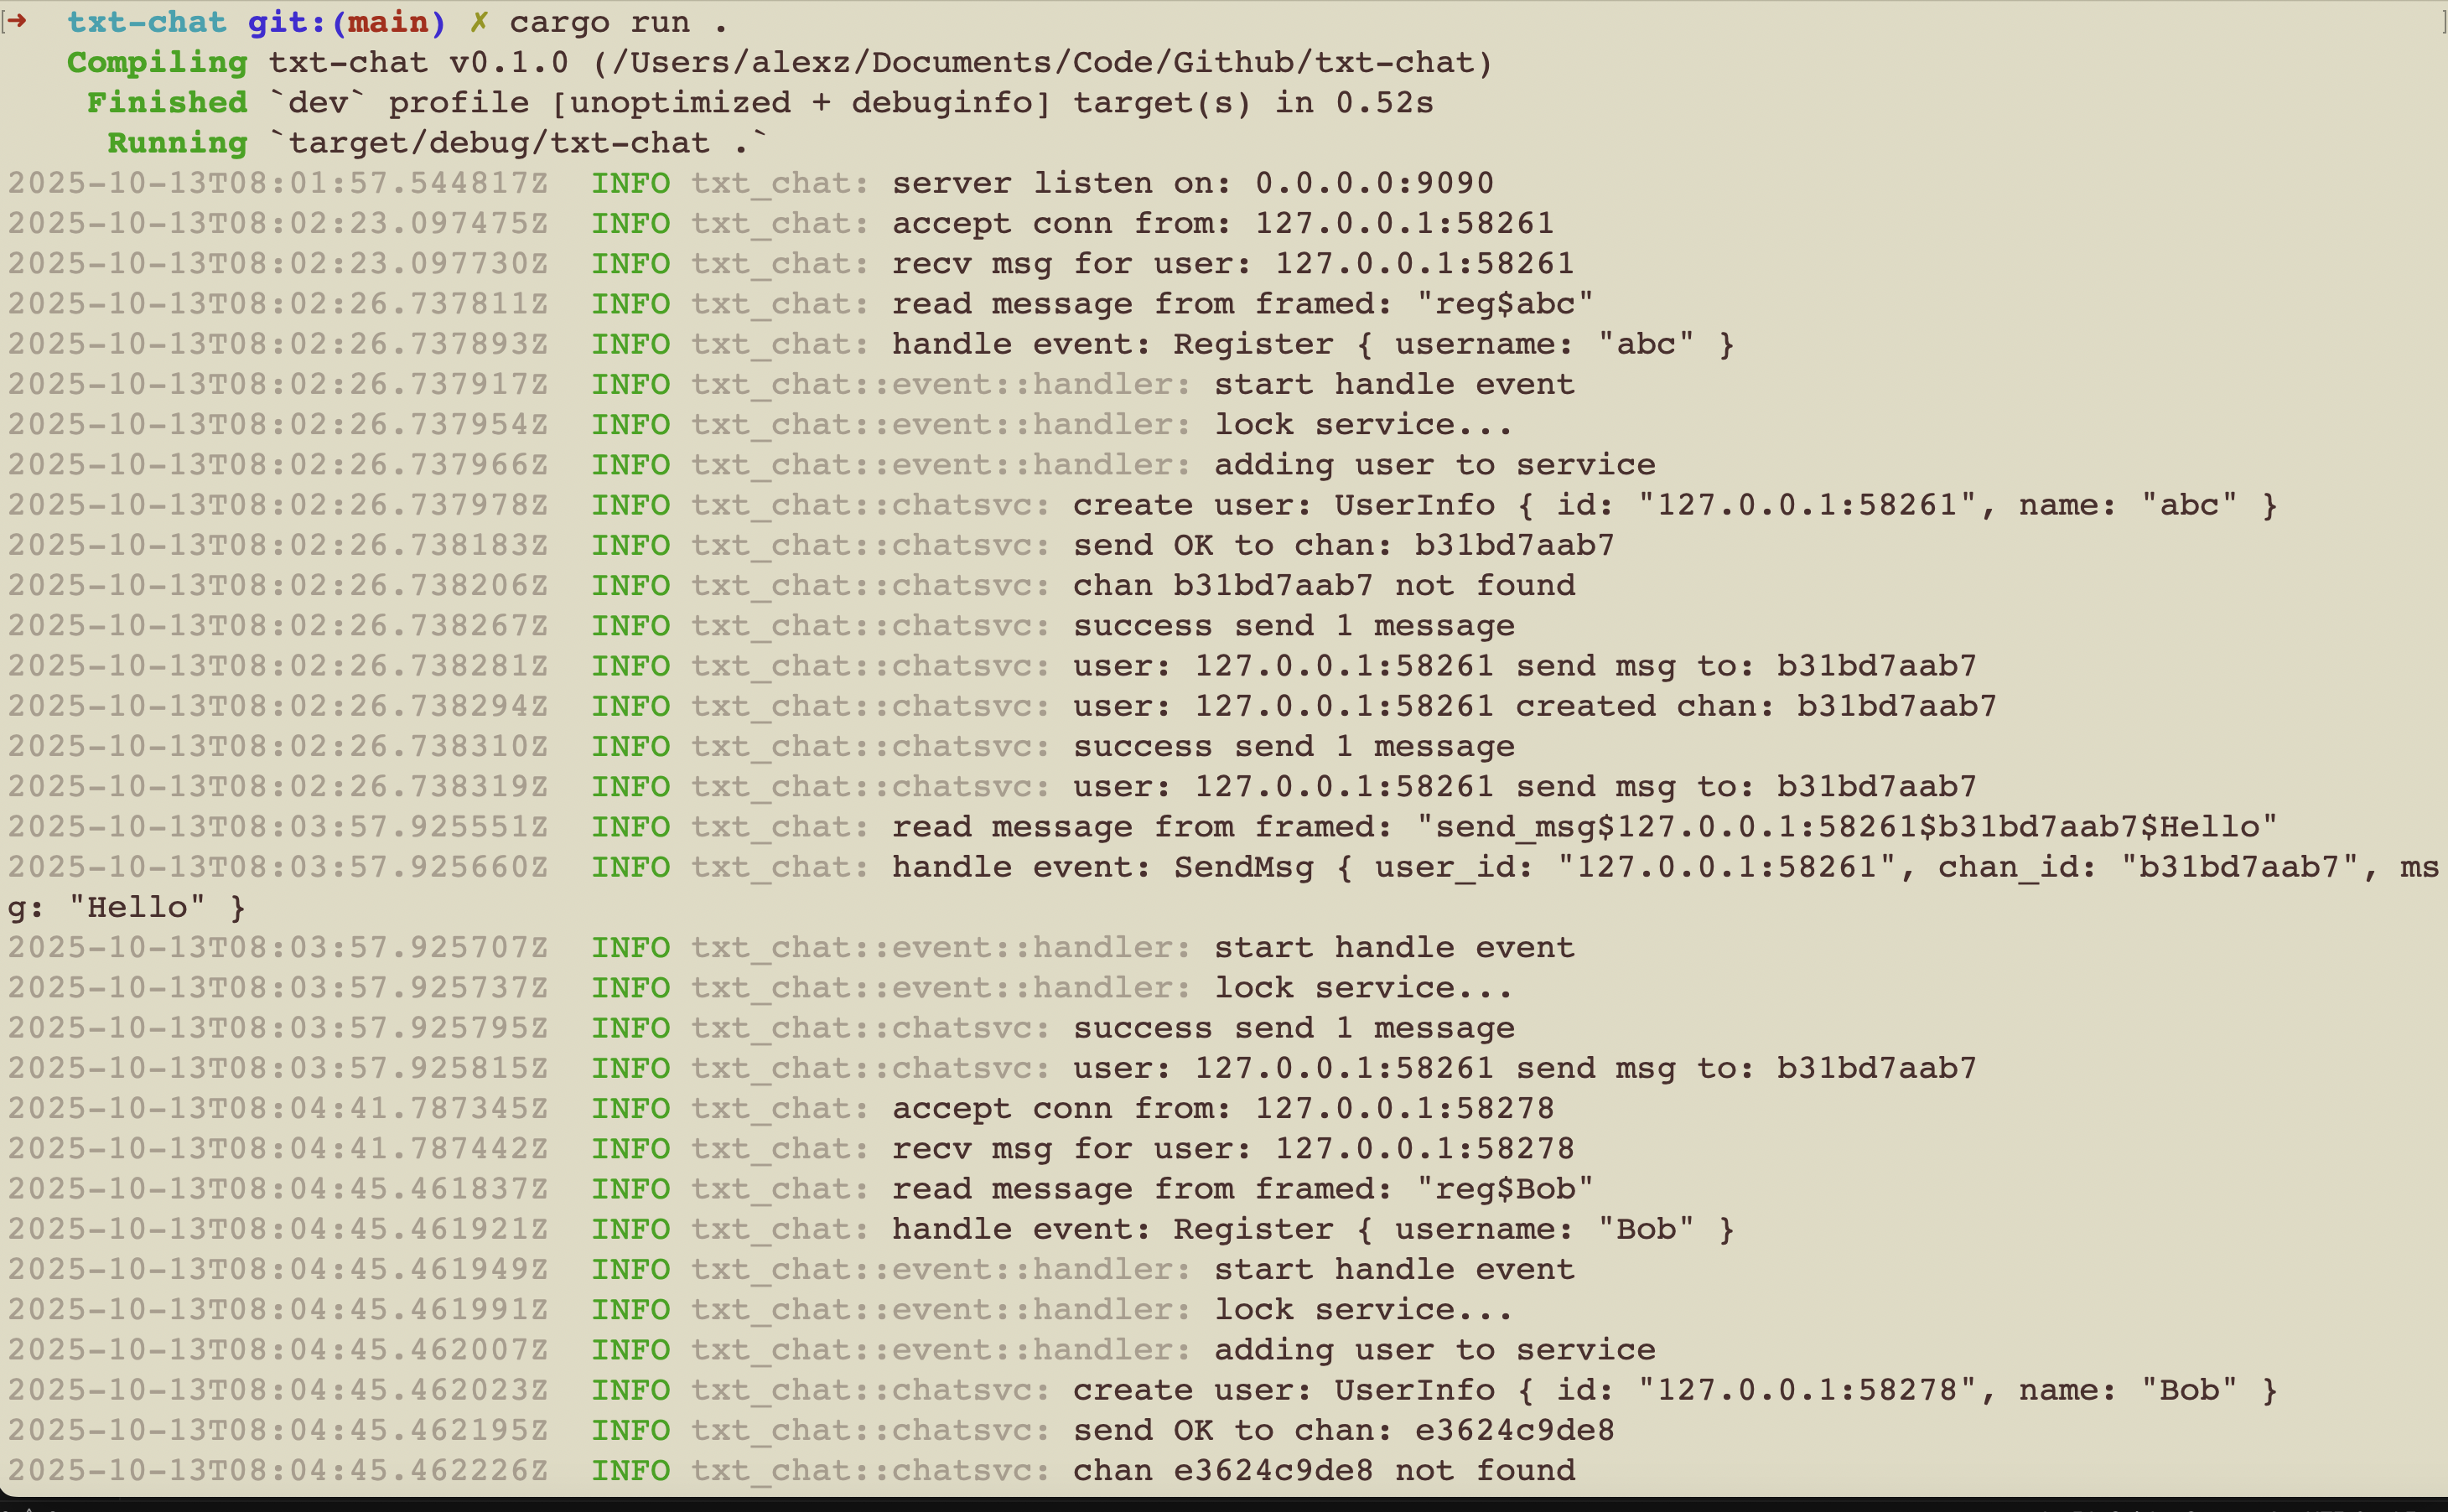 ➜  txt-chat git:(main) ✗ cargo run .
   Compiling txt-chat v0.1.0 (/Users/alexz/Documents/Code/Github/txt-chat)
    Finished `dev` profile [unoptimized + debuginfo] target(s) in 0.52s
     Running `target/debug/txt-chat .`
2025-10-13T08:01:57.544817Z  INFO txt_chat: server listen on: 0.0.0.0:9090
2025-10-13T08:02:23.097475Z  INFO txt_chat: accept conn from: 127.0.0.1:58261
2025-10-13T08:02:23.097730Z  INFO txt_chat: recv msg for user: 127.0.0.1:58261
2025-10-13T08:02:26.737811Z  INFO txt_chat: read message from framed: "reg$abc"
2025-10-13T08:02:26.737893Z  INFO txt_chat: handle event: Register { username: "abc" }
2025-10-13T08:02:26.737917Z  INFO txt_chat::event::handler: start handle event
2025-10-13T08:02:26.737954Z  INFO txt_chat::event::handler: lock service...
2025-10-13T08:02:26.737966Z  INFO txt_chat::event::handler: adding user to service
2025-10-13T08:02:26.737978Z  INFO txt_chat::chatsvc: create user: UserInfo { id: "127.0.0.1:58261", name: "abc" }
2025-10-13T08:02:26.738183Z  INFO txt_chat::chatsvc: send OK to chan: b31bd7aab7
2025-10-13T08:02:26.738206Z  INFO txt_chat::chatsvc: chan b31bd7aab7 not found
2025-10-13T08:02:26.738267Z  INFO txt_chat::chatsvc: success send 1 message
2025-10-13T08:02:26.738281Z  INFO txt_chat::chatsvc: user: 127.0.0.1:58261 send msg to: b31bd7aab7
2025-10-13T08:02:26.738294Z  INFO txt_chat::chatsvc: user: 127.0.0.1:58261 created chan: b31bd7aab7
2025-10-13T08:02:26.738310Z  INFO txt_chat::chatsvc: success send 1 message
2025-10-13T08:02:26.738319Z  INFO txt_chat::chatsvc: user: 127.0.0.1:58261 send msg to: b31bd7aab7
2025-10-13T08:03:57.925551Z  INFO txt_chat: read message from framed: "send_msg$127.0.0.1:58261$b31bd7aab7$Hello"
2025-10-13T08:03:57.925660Z  INFO txt_chat: handle event: SendMsg { user_id: "127.0.0.1:58261", chan_id: "b31bd7aab7", ms
g: "Hello" }
2025-10-13T08:03:57.925707Z  INFO txt_chat::event::handler: start handle event
2025-10-13T08:03:57.925737Z  INFO txt_chat::event::handler: lock service...
2025-10-13T08:03:57.925795Z  INFO txt_chat::chatsvc: success send 1 message
2025-10-13T08:03:57.925815Z  INFO txt_chat::chatsvc: user: 127.0.0.1:58261 send msg to: b31bd7aab7
2025-10-13T08:04:41.787345Z  INFO txt_chat: accept conn from: 127.0.0.1:58278
2025-10-13T08:04:41.787442Z  INFO txt_chat: recv msg for user: 127.0.0.1:58278
2025-10-13T08:04:45.461837Z  INFO txt_chat: read message from framed: "reg$Bob"
2025-10-13T08:04:45.461921Z  INFO txt_chat: handle event: Register { username: "Bob" }
2025-10-13T08:04:45.461949Z  INFO txt_chat::event::handler: start handle event
2025-10-13T08:04:45.461991Z  INFO txt_chat::event::handler: lock service...
2025-10-13T08:04:45.462007Z  INFO txt_chat::event::handler: adding user to service
2025-10-13T08:04:45.462023Z  INFO txt_chat::chatsvc: create user: UserInfo { id: "127.0.0.1:58278", name: "Bob" }
2025-10-13T08:04:45.462195Z  INFO txt_chat::chatsvc: send OK to chan: e3624c9de8
2025-10-13T08:04:45.462226Z  INFO txt_chat::chatsvc: chan e3624c9de8 not found